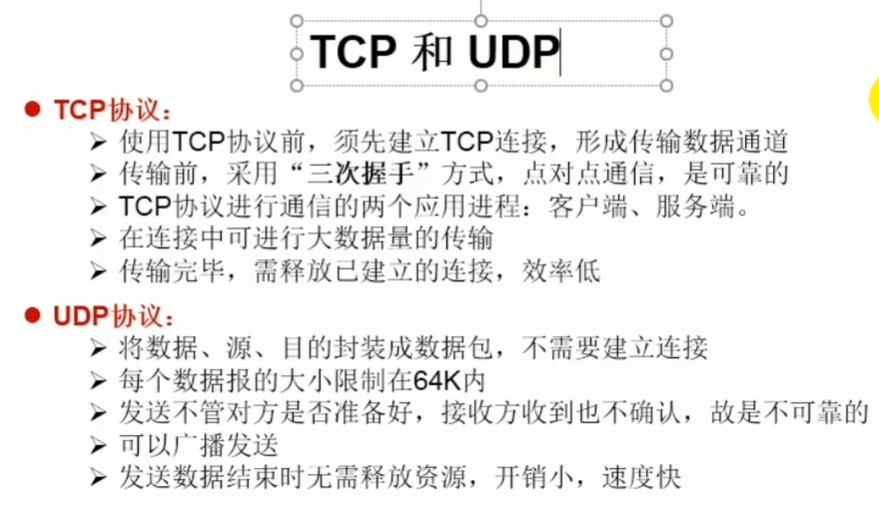 TCP 和 UDP
TCP协议：
使用TCP协议前，须先建立TCP连接，形成传输数据通道
传输前，采用“三次握手”方式，点对点通信，是可靠的
TCP协议进行通信的两个应用进程：客户端、服务端。
在连接中可进行大数据量的传输
传输完毕，需释放已建立的连接，效率低
UDP协议：
将数据、源、目的封装成数据包，不需要建立连接
每个数据报的大小限制在64K内
发送不管对方是否准备好，接收方收到也不确认，故是不可靠的
可以广播发送
发送数据结束时无需释放资源，开销小，速度快